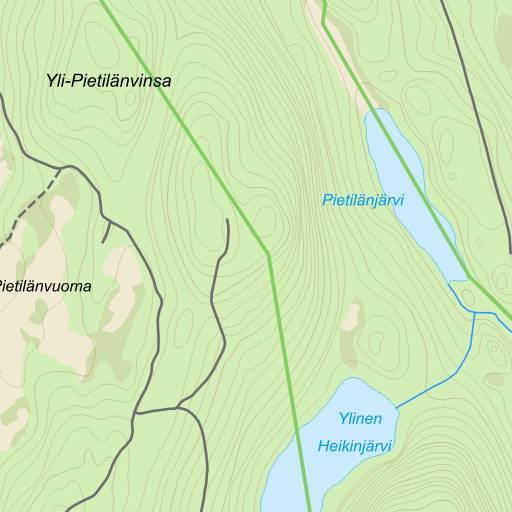 Yli-Pietilänvinsa
Pietilänjärvi
Pietilänvuoma
Ylinen
Heikinjärvi